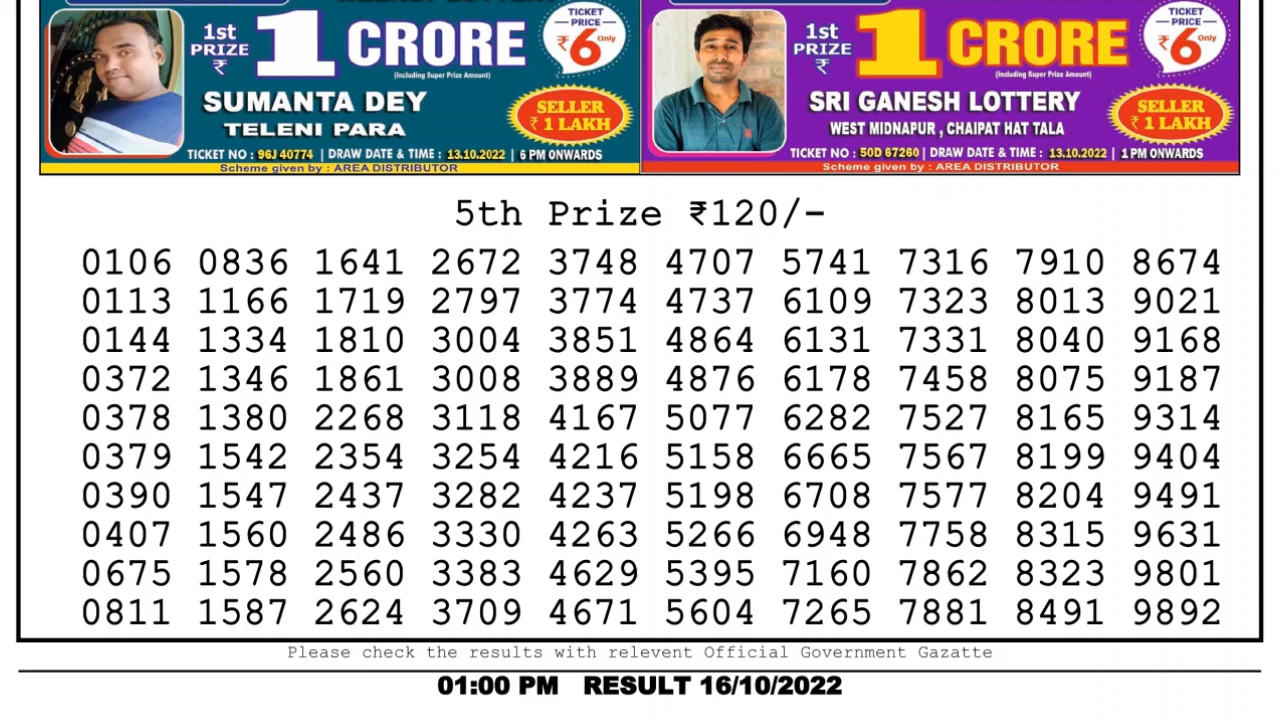 1st
PRIZE
₹
1 CRORE
(Including Super Prize Amount)
TICKET
PRICE
₹6 Only
SUMANTA DEY
TELENI PARA
SELLER
₹ 1 LAKH
TICKET NO : 96J 40774 | DRAW DATE & TIME : 13.10.2022 | 6 PM ONWARDS
Scheme given by : AREA DISTRIBUTOR
1st
PRIZE
₹
1 CRORE
(Including Super Prize Amount)
TICKET
PRICE
₹6 Only
SRI GANESH LOTTERY
WEST MIDNAPUR , CHAIPAT HAT TALA
SELLER
₹ 1 LAKH
TICKET NO : 50D 67260 | DRAW DATE & TIME : 13.10.2022 | 1 PM ONWARDS
Scheme given by : AREA DISTRIBUTOR
5th Prize ₹120/-
0106 0836 1641 2672 3748 4707 5741 7316 7910 8674
0113 1166 1719 2797 3774 4737 6109 7323 8013 9021
0144 1334 1810 3004 3851 4864 6131 7331 8040 9168
0372 1346 1861 3008 3889 4876 6178 7458 8075 9187
0378 1380 2268 3118 4167 5077 6282 7527 8165 9314
0379 1542 2354 3254 4216 5158 6665 7567 8199 9404
0390 1547 2437 3282 4237 5198 6708 7577 8204 9491
0407 1560 2486 3330 4263 5266 6948 7758 8315 9631
0675 1578 2560 3383 4629 5395 7160 7862 8323 9801
0811 1587 2624 3709 4671 5604 7265 7881 8491 9892
Please check the results with relevent Official Government Gazatte
01:00 PM RESULT 16/10/2022